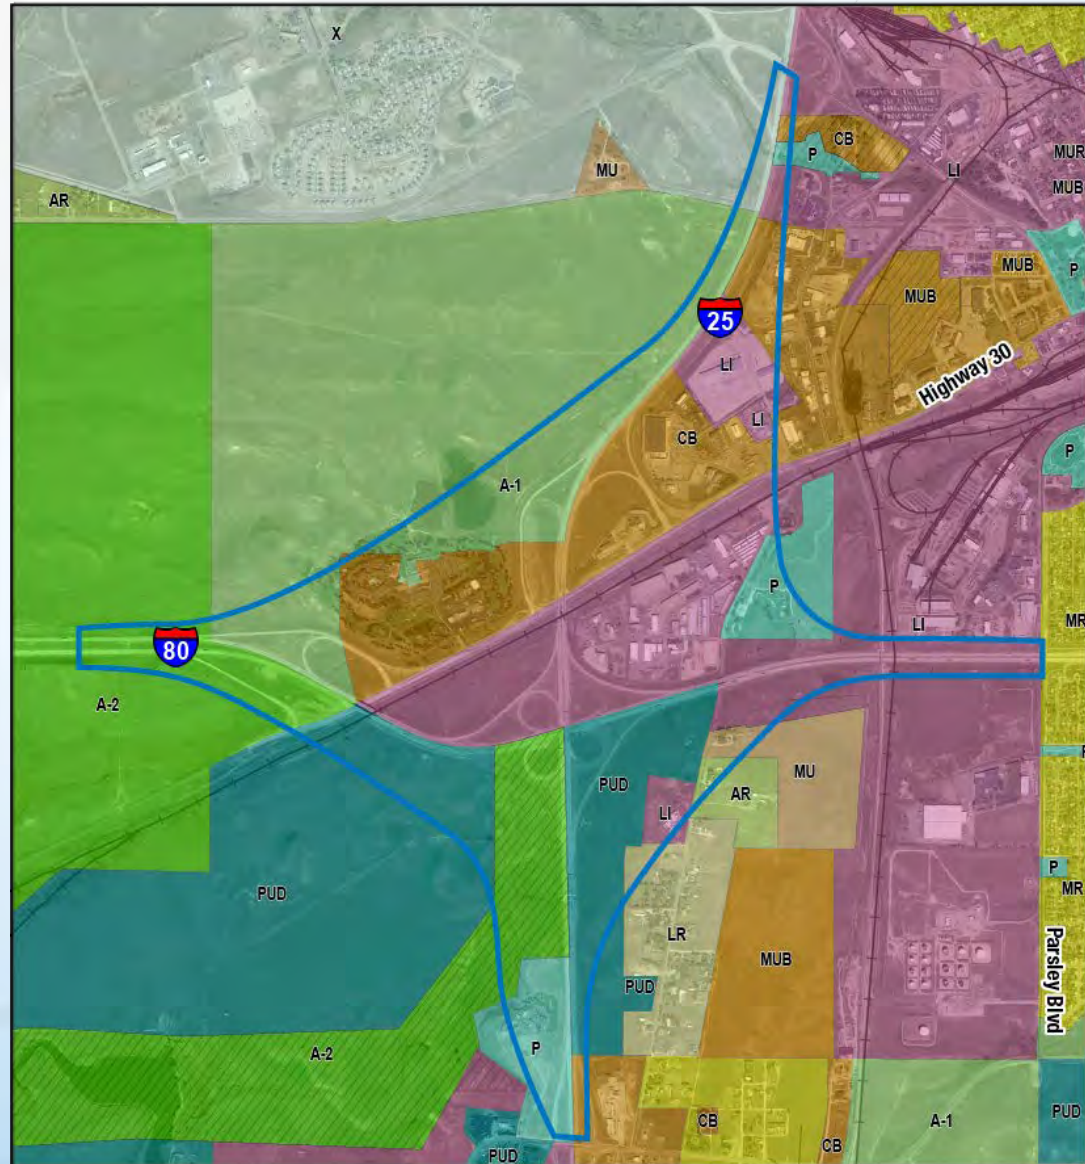 X
CB
P
MUR
MU
LI
MUB
AR
MUB
P
MUB
25
LI
Highway 30
LI
CB
P
A-1
P
MR
LI
80
A-2
PUD
MU
AR
LI
P
MR
PUD
LR
MUB
Parsley Blvd
PUD
P
A-2
CB
A-1
PUD
CB
PUD